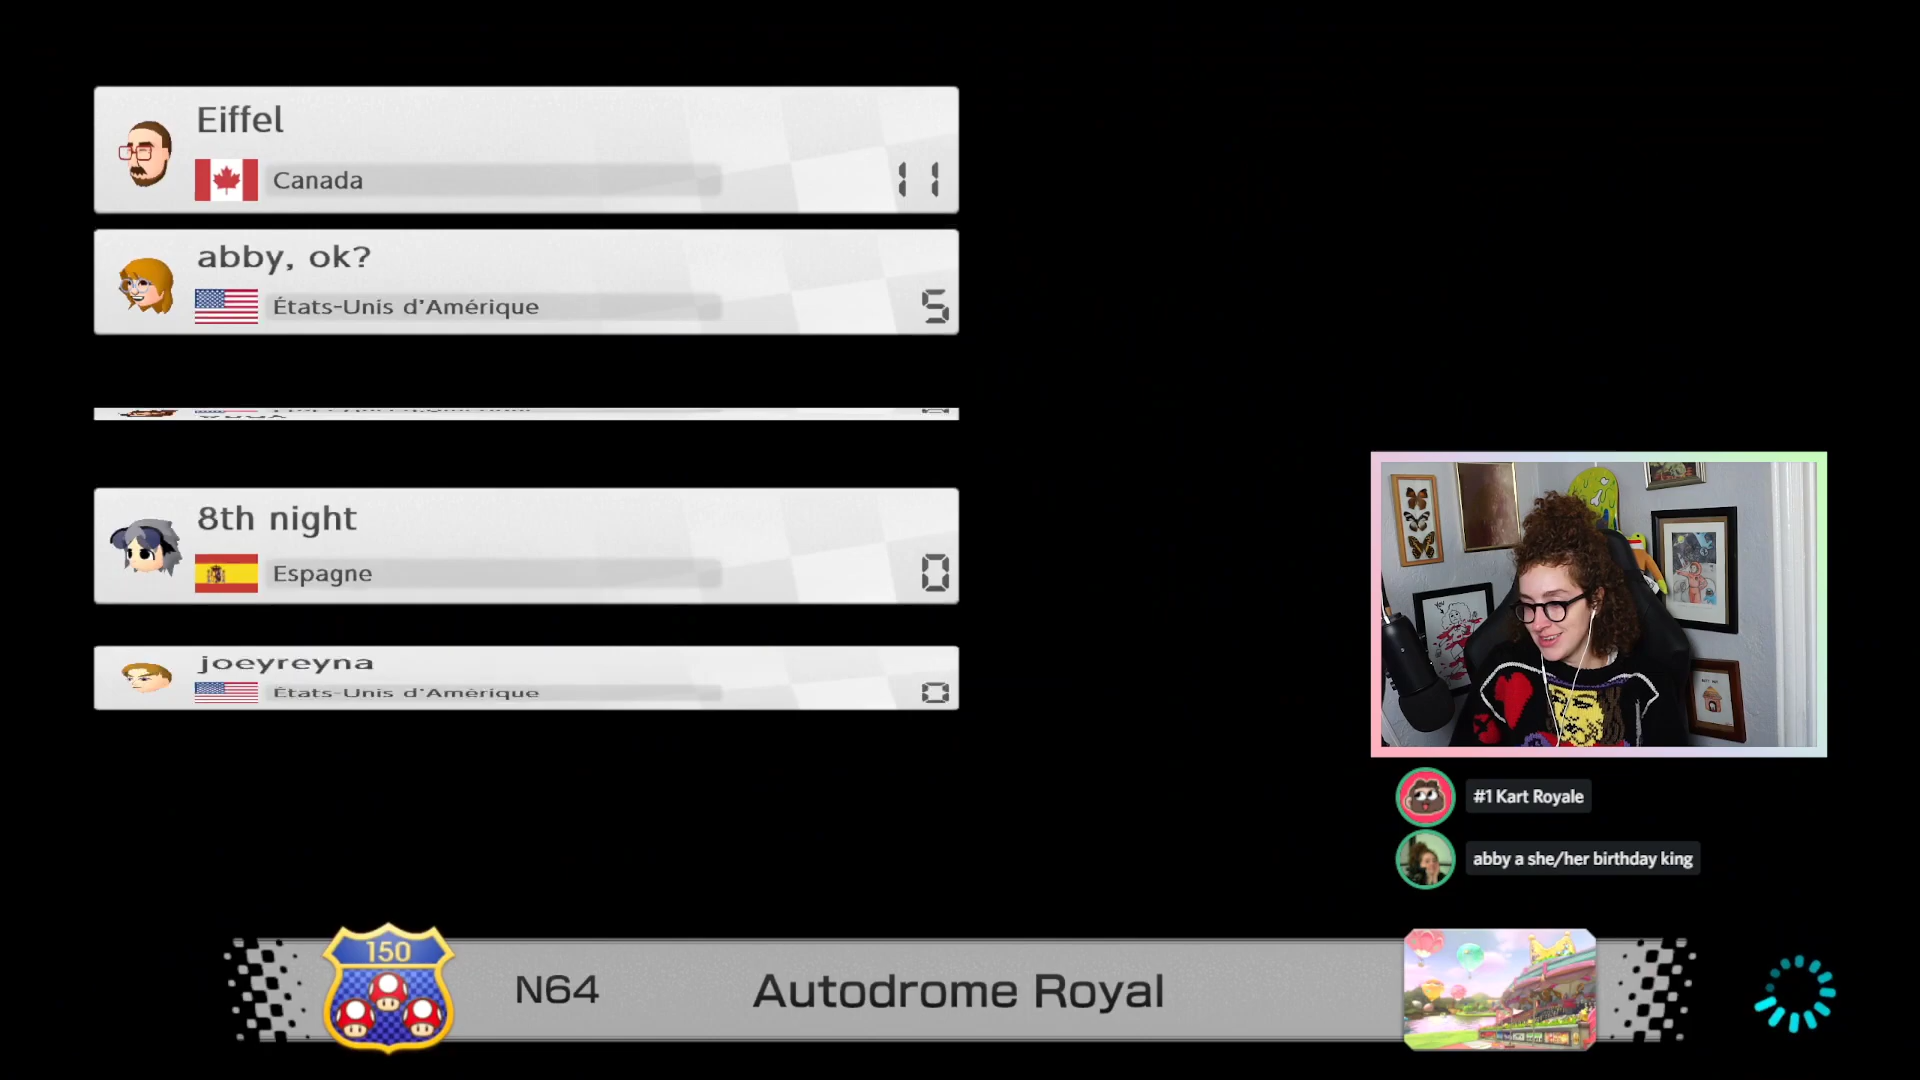 Eiffel
Canada
11
abby, ok?
États-Unis d'Amérique
5
8th night
Espagne
0
joeyreyna
États-Unis d'Amérique
0
#1 Kart Royale
abby a she/her birthday king
150
N64
Autodrome Royal